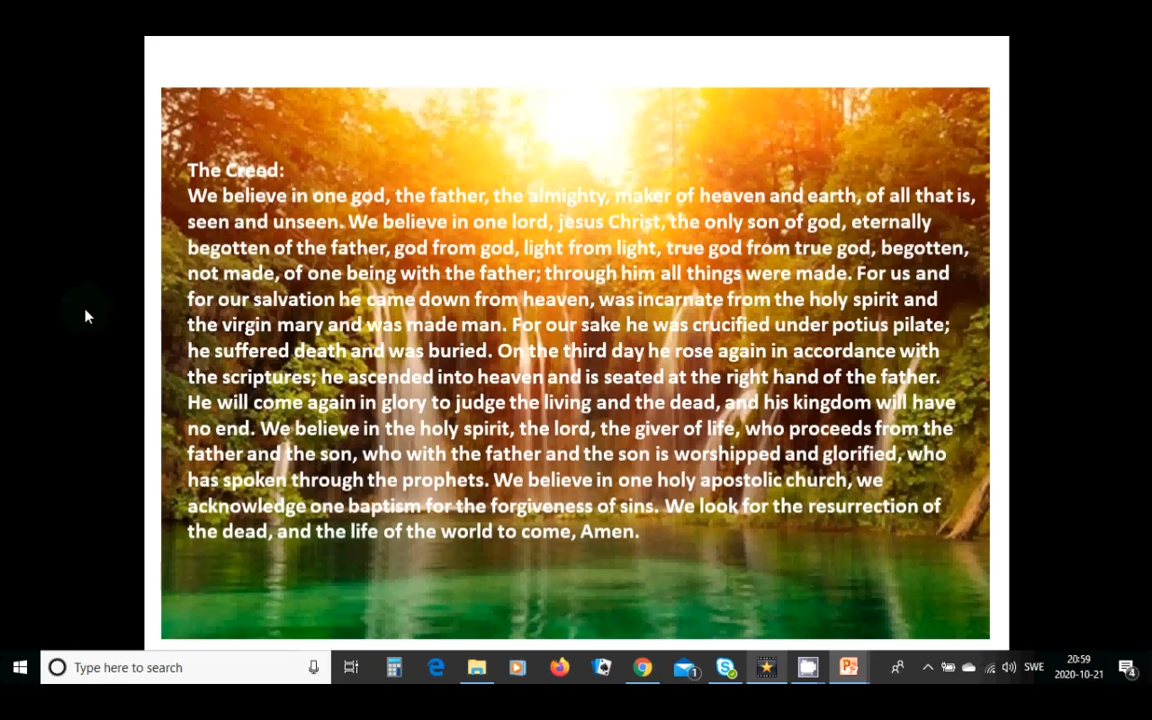 The Creed:
We believe in one god, the father, the almighty, maker of heaven and earth, of all that is,
seen and unseen. We believe in one lord, jesus Christ, the only son of god, eternally
begotten of the father, god from god, light from light, true god from true god, begotten,
not made, of one being with the father; through him all things were made. For us and
for our salvation he came down from heaven, was incarnate from the holy spirit and
the virgin mary and was made man. For our sake he was crucified under potius pilate;
he suffered death and was buried. On the third day he rose again in accordance with
the scriptures; he ascended into heaven and is seated at the right hand of the father.
He will come again in glory to judge the living and the dead, and his kingdom will have
no end. We believe in the holy spirit, the lord, the giver of life, who proceeds from the
father and the son, who with the father and the son is worshipped and glorified, who
has spoken through the prophets. We believe in one holy apostolic church, we
acknowledge one baptism for the forgiveness of sins. We look for the resurrection of
the dead, and the life of the world to come, Amen.
Type here to search
1
SWE
20:59
2020-10-21
4